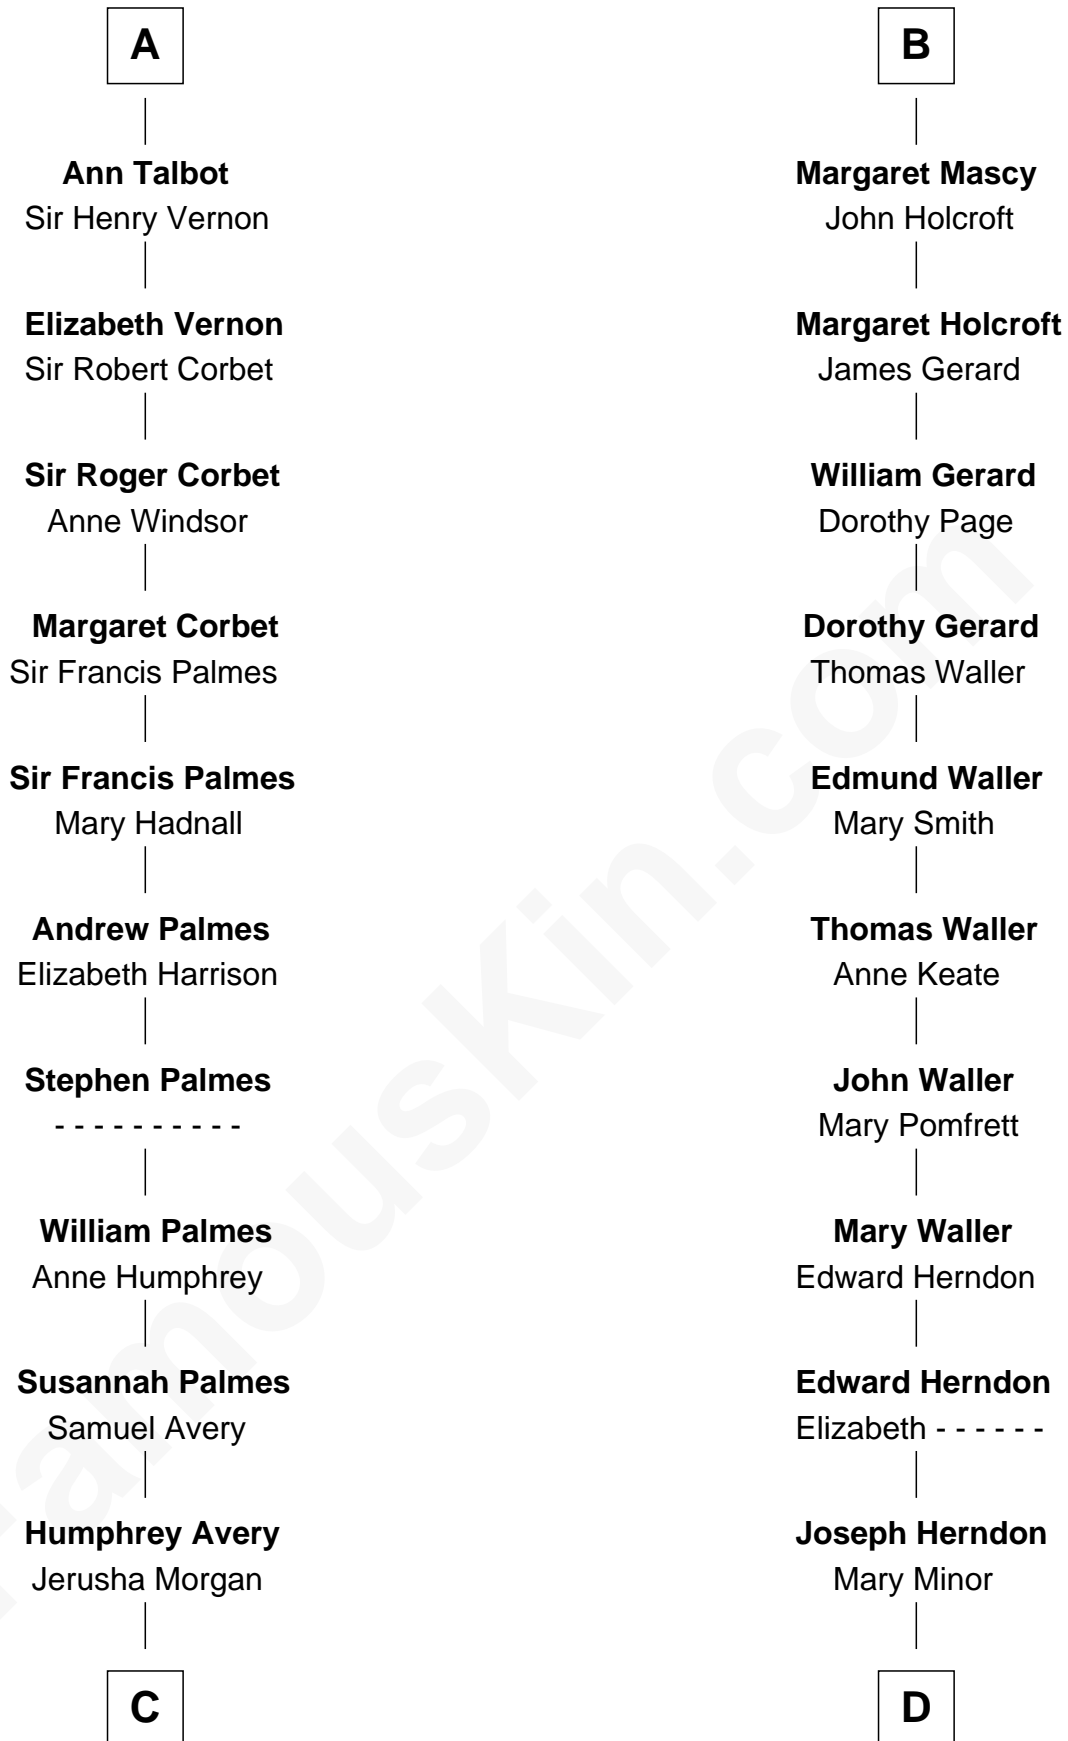 A
Ann Talbot
Sir Henry Vernon
Elizabeth Vernon
Sir Robert Corbet
Sir Roger Corbet
Anne Windsor
Margaret Corbet
Sir Francis Palmes
Sir Francis Palmes
Mary Hadnall
Andrew Palmes
Elizabeth Harrison
Stephen Palmes
- - - - - - - - - -
William Palmes
Anne Humphrey
Susannah Palmes
Samuel Avery
Humphrey Avery
Jerusha Morgan
C
B
Margaret Mascy
John Holcroft
Margaret Holcroft
James Gerard
William Gerard
Dorothy Page
Dorothy Gerard
Thomas Waller
Edmund Waller
Mary Smith
Thomas Waller
Anne Keate
John Waller
Mary Pomfrett
Mary Waller
Edward Herndon
Edward Herndon
Elizabeth - - - - - -
Joseph Herndon
Mary Minor
D
FamousKin.com